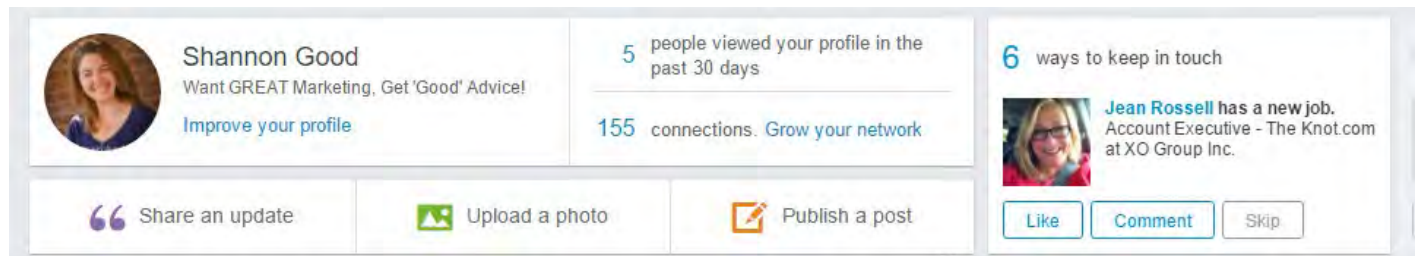 Shannon Good
Want GREAT Marketing, Get 'Good' Advice!
Improve your profile
5 people viewed your profile in the
past 30 days
155 connections. Grow your network
Share an update
Upload a photo
Publish a post
6 ways to keep in touch
Jean Rossell has a new job.
Account Executive - The Knot.com
at XO Group Inc.
Like
Comment
Skip